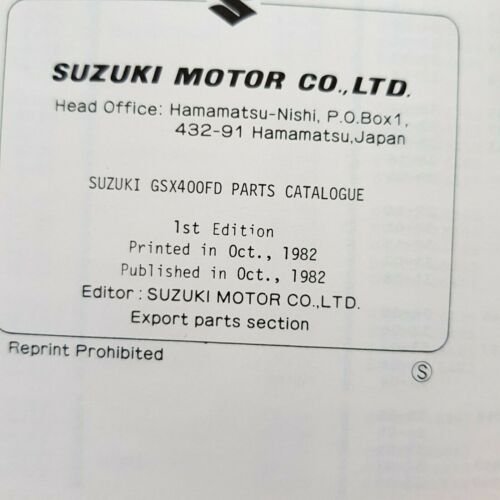 SUZUKI MOTOR CO.,LTD.
Head Office: Hamamatsu-Nishi, P.O.Box1,
432-91 Hamamatsu,Japan
SUZUKI GSX400FD PARTS CATALOGUE
1st Edition
Printed in Oct., 1982
Published in Oct., 1982
Editor : SUZUKI MOTOR CO.,LTD.
Export parts section
Reprint Prohibited
S